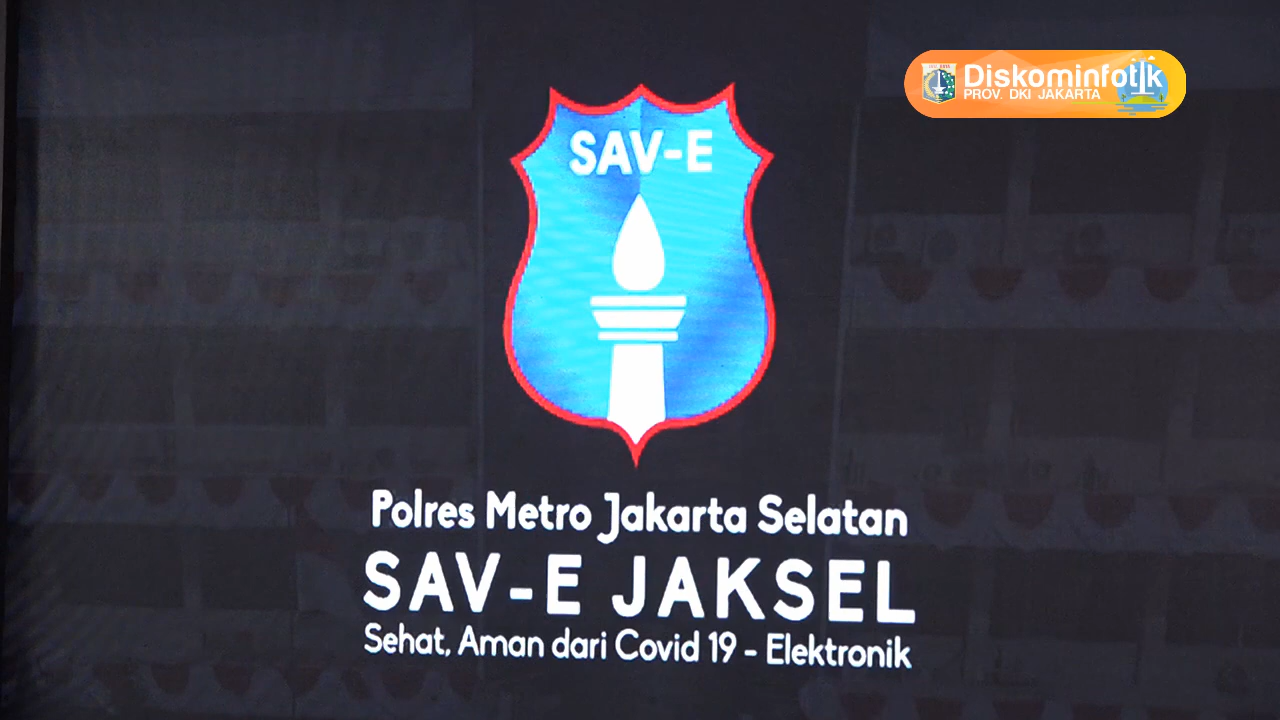 Diskominfotik
PROV. DKI JAKARTA
SAV-E
Polres Metro Jakarta Selatan
SAV-E JAKSEL
Sehat, Aman dari Covid 19 - Elektronik